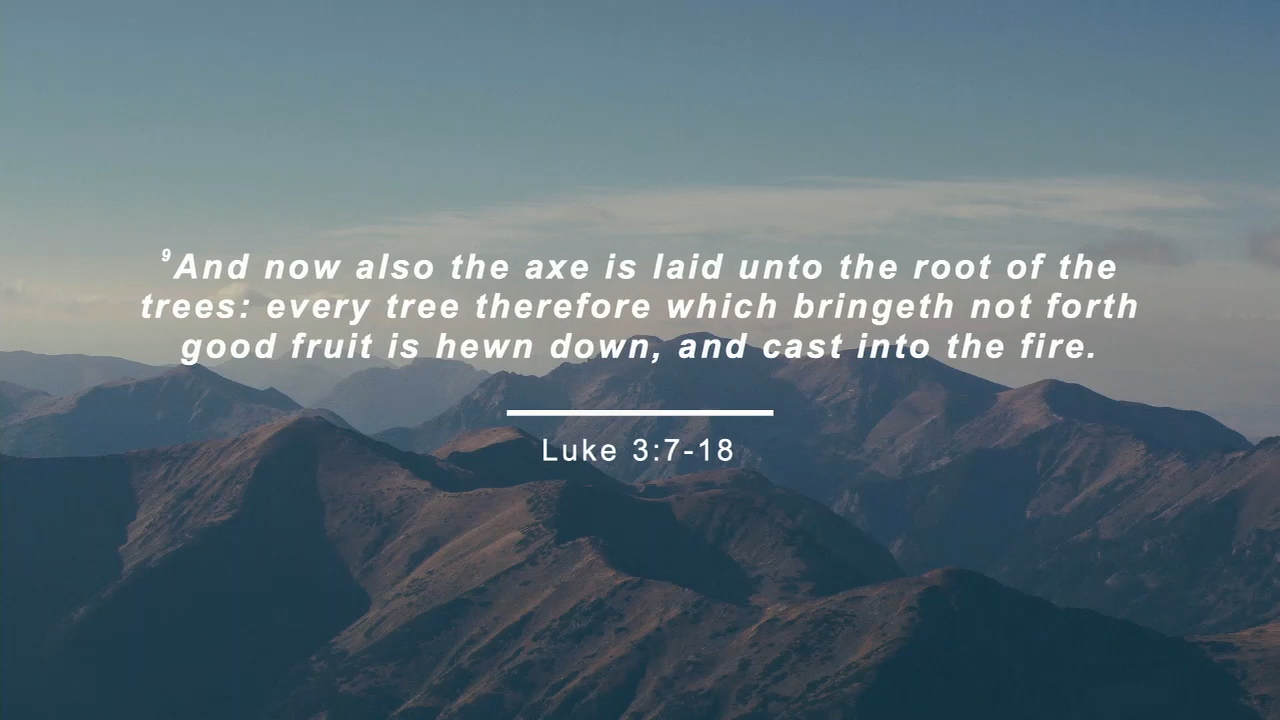 ⁹And now also the axe is laid unto the root of the
trees: every tree therefore which bringeth not forth
good fruit is hewn down, and cast into the fire.
Luke 3:7-18